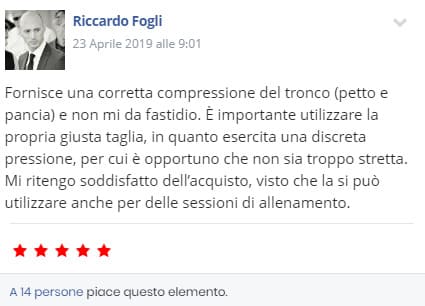 Riccardo Fogli
23 Aprile 2019 alle 9:01
Fornisce una corretta compressione del tronco (petto e
pancia) e non mi da fastidio. È importante utilizzare la
propria giusta taglia, in quanto esercita una discreta
pressione, per cui è opportuno che non sia troppo stretta.
Mi ritengo soddisfatto dell'acquisto, visto che la si può
utilizzare anche per delle sessioni di allenamento.
A 14 persone piace questo elemento.